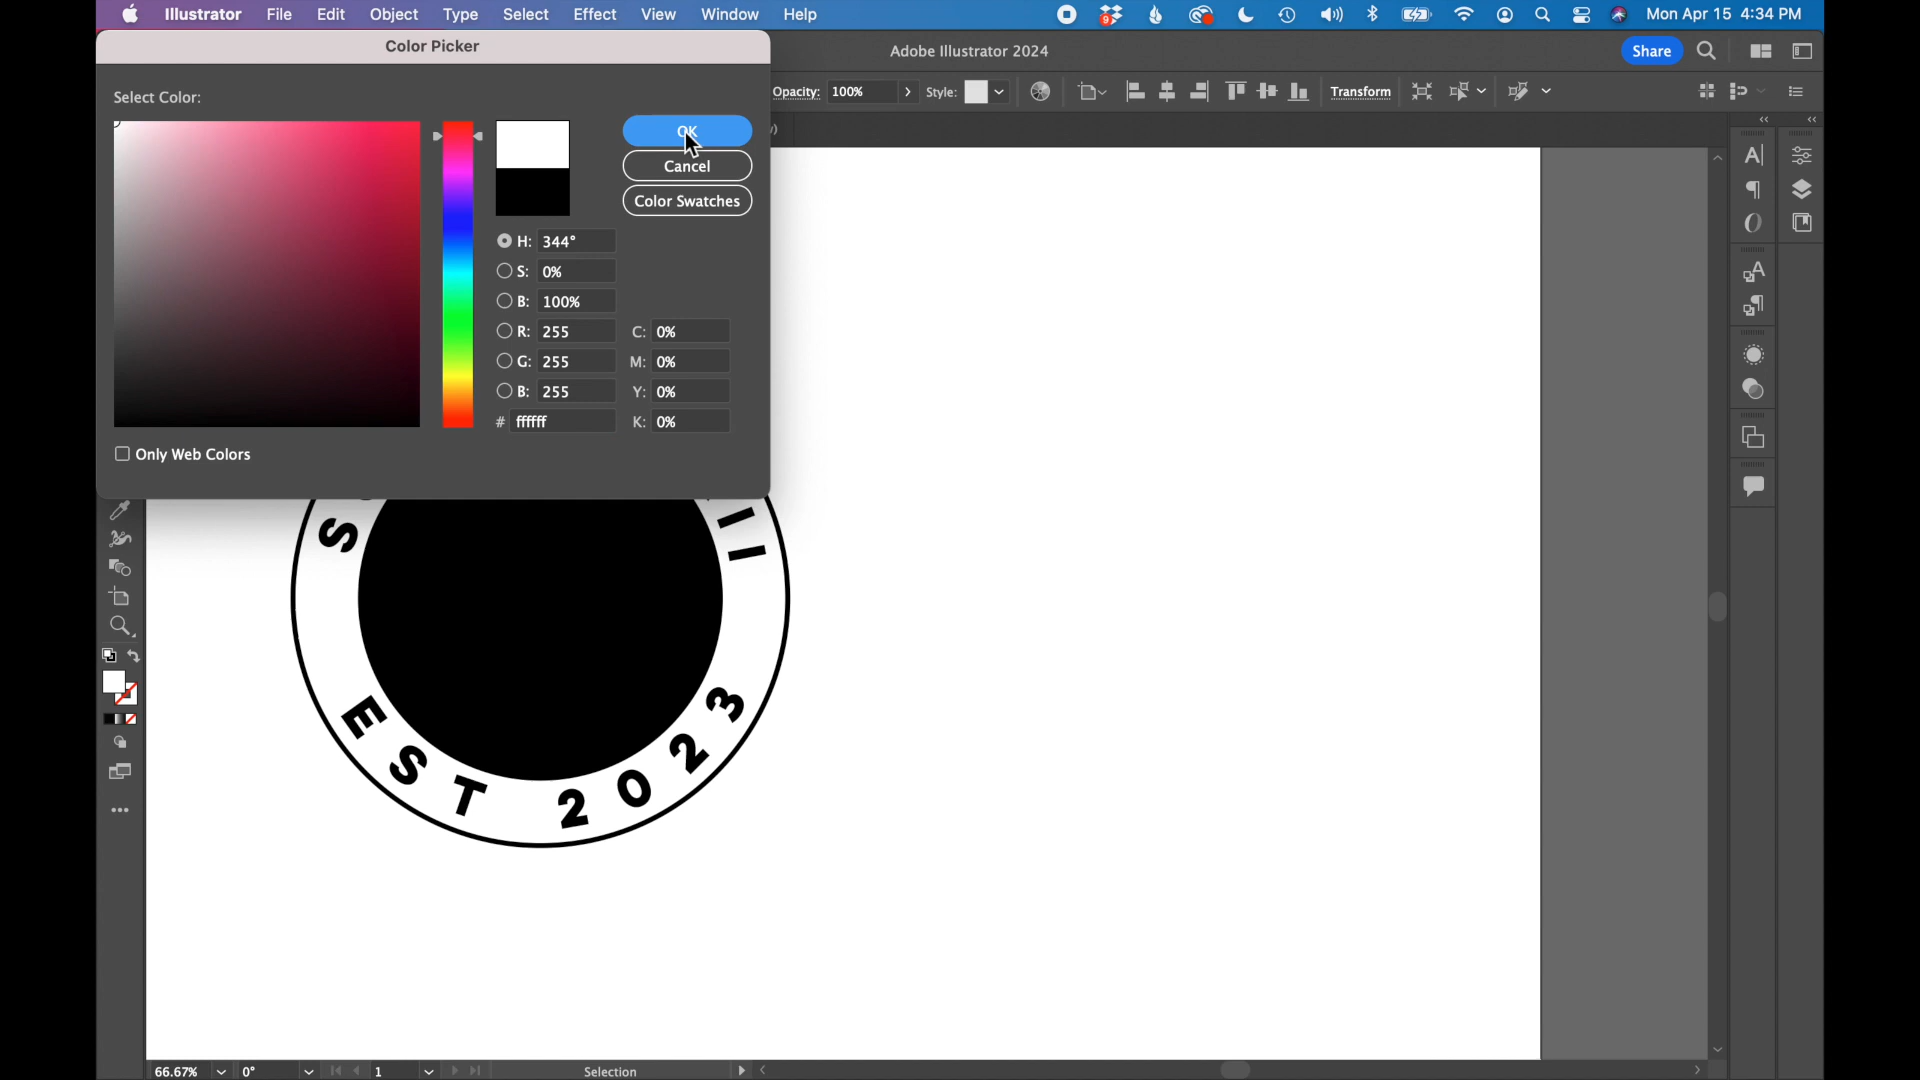 Illustrator File Edit Object Type Select Effect View Window Help 9 Mon Apr 15 4:34 PM
Color Picker
Adobe Illustrator 2024
Share
Select Color:
Opacity: 100% Style: Transform
OK
Cancel
Color Swatches
H: 344°
S: 0%
B: 100%
R: 255 C: 0%
G: 255 M: 0%
B: 255 Y: 0%
# ffffff K: 0%
Only Web Colors
EST 2023
66.67% 0° 1 Selection